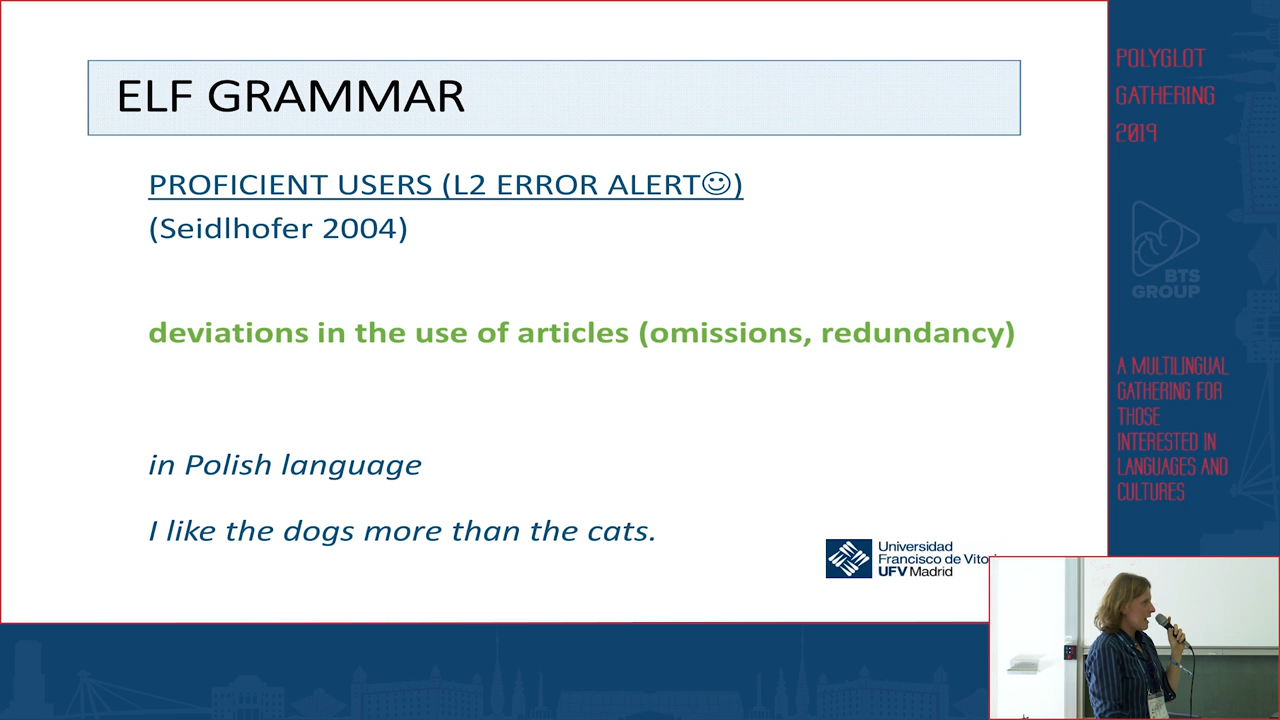 ELF GRAMMAR
PROFICIENT USERS (L2 ERROR ALERT☺)
(Seidlhofer 2004)
deviations in the use of articles (omissions, redundancy)
in Polish language
I like the dogs more than the cats.
Universidad
Francisco de Vito
UFV Madrid
POLYGLOT
GATHERING
2019
BTS
GROUP
A MULTILINGUAL
GATHERING FOR
THOSE
INTERESTED IN
LANGUAGES AND
CULTURES